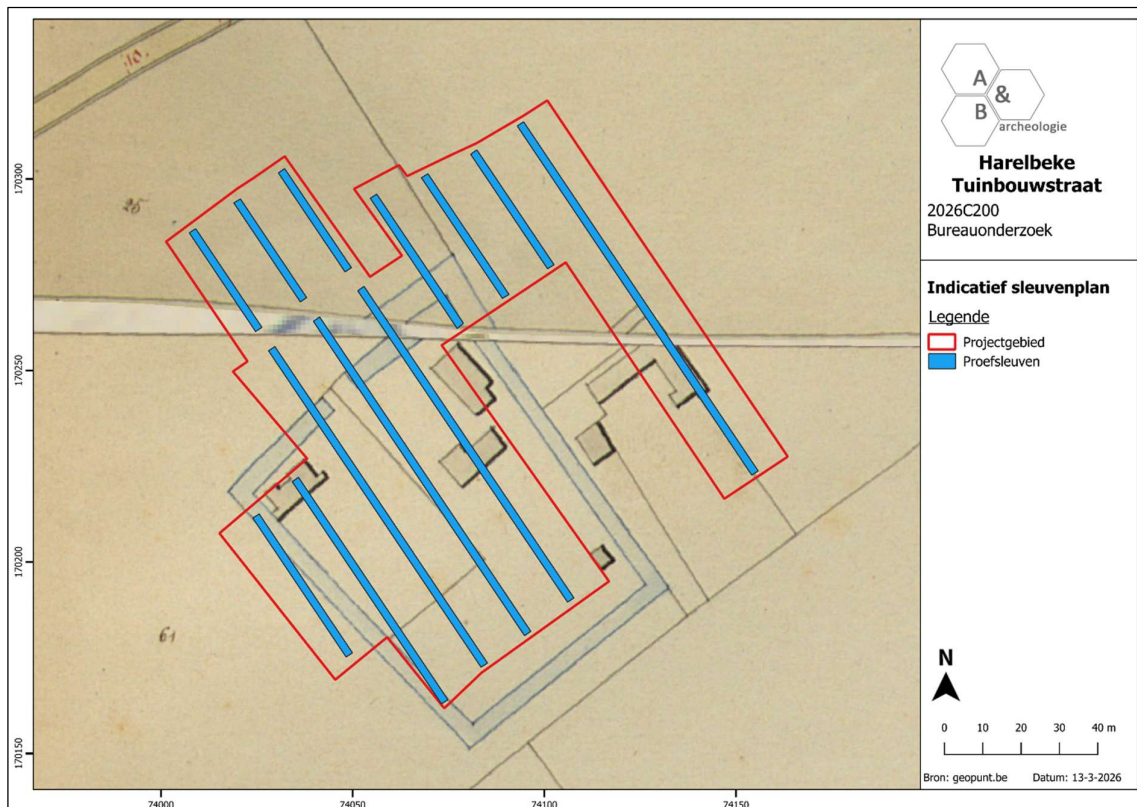 10.
25
61
170300
170250
170200
170150
74000
74050
74100
74150
A
&
B
archeologie
Harelbeke
Tuinbouwstraat
2026C200
Bureauonderzoek
Indicatief sleuvenplan
Legende
Projectgebied
Proefsleuven
N
0 10 20 30 40 m
Bron: geopunt.be Datum: 13-3-2026